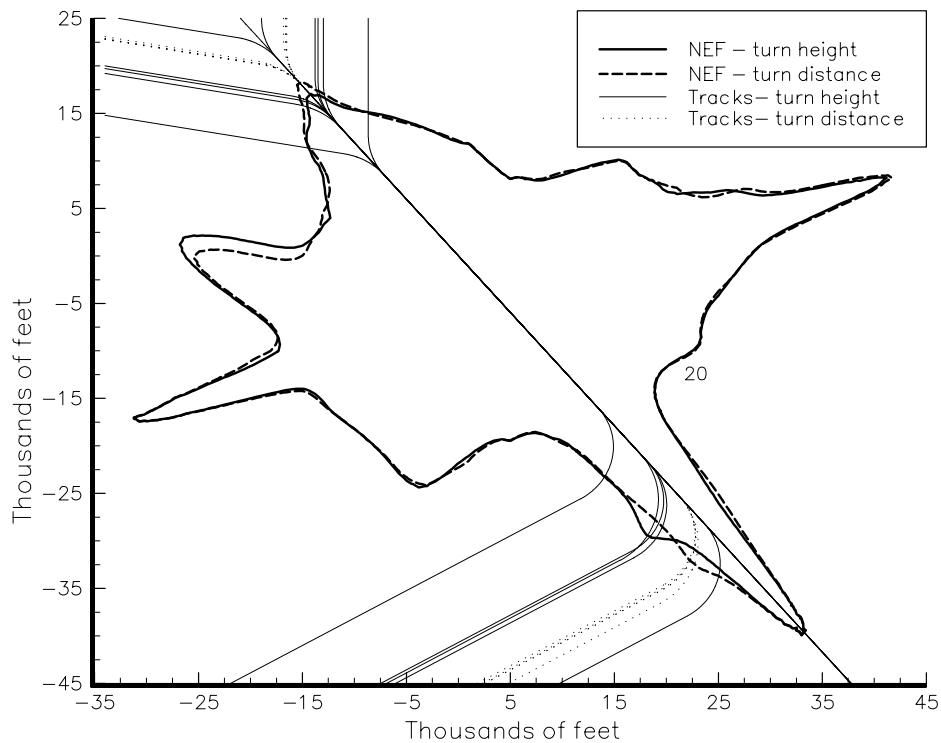 25
15
5
−5
−15
−25
−35
−45
Thousands of feet
NEF − turn height
NEF − turn distance
Tracks− turn height
Tracks− turn distance
20
−35 −25 −15 −5 5 15 25 35 45
Thousands of feet